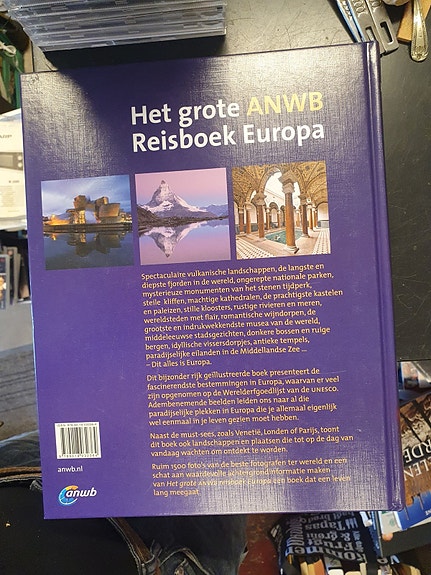 Het grote ANWB
Reisboek Europa
Spectaculaire vulkanische landschappen, de langste en
diepste fjorden in de wereld, ongerepte nationale parken,
mysterieuze monumenten van het stenen tijdperk,
steile kliffen, machtige kathedralen, de prachtigste kastelen
en paleizen, stille kloosters, rustige rivieren en meren,
wereldsteden met flair, romantische wijndorpen, de
grootste en indrukwekkendste musea van de wereld,
middeleeuwse stadsgezichten, donkere bossen en ruige
bergen, idyllische vissersdorpjes, antieke tempels,
paradijselijke eilanden in de Middellandse Zee ...
– Dit alles is Europa.
Dit bijzonder rijk geïllustreerde boek presenteert de
fascinerendste bestemmingen in Europa, waarvan er veel
zijn opgenomen op de Werelderfgoedlijst van de UNESCO.
Adembenemende beelden leiden ons naar al die
paradijselijke plekken in Europa die je allemaal eigenlijk
wel eenmaal in je leven gezien moet hebben.
Naast de must-sees, zoals Venetië, Londen of Parijs, toont
dit boek ook landschappen en plaatsen die tot op de dag van
vandaag wachten om ontdekt te worden.
Ruim 1500 foto's van de beste fotografen ter wereld en een
schat aan waardevolle achtergrondinformatie maken
van Het grote ANWB Reisboek Europa een boek dat een leven
lang meegaat.
anwb.nl
anwb